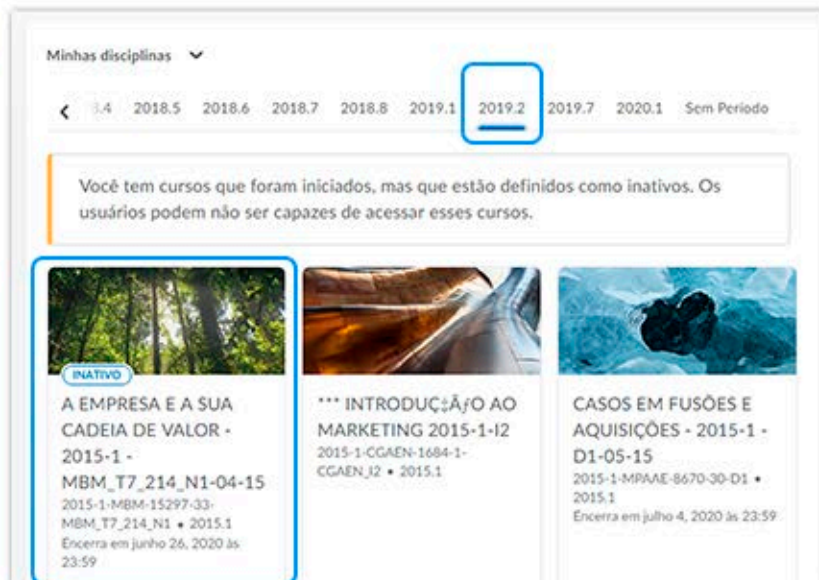 Minhas disciplinas
3.4 2018.5 2018.6 2018.7 2018.8 2019.1 2019.2 2019.7 2020.1 Sem Periodo
Você tem cursos que foram iniciados, mas que estão definidos como inativos. Os
usuários podem não ser capazes de acessar esses cursos.
INATIVO
A EMPRESA E A SUA
CADEIA DE VALOR -
2015-1 -
MBM_T7_214_N1-04-15
2015-1-MBM-15297-33-
MBM_T7_214_N1 • 2015.1
Encerra em junho 26, 2020 às
23:59
*** INTRODUÇ‡ÃƒO AO
MARKETING 2015-1-I2
2015-1-CGAEN-1684-1-
CGAEN_I2 • 2015.1
CASOS EM FUSÕES E
AQUISIÇÕES - 2015-1 -
D1-05-15
2015-1-MPAAE-8670-30-D1 •
2015.1
Encerra em julho 4, 2020 às 23:59